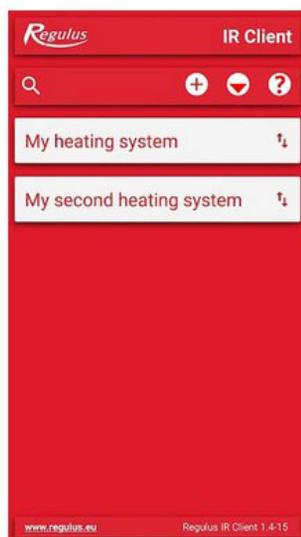 Regulus IR Client
My heating system
My second heating system
www.regulus.eu Regulus IR Client 1.4-15